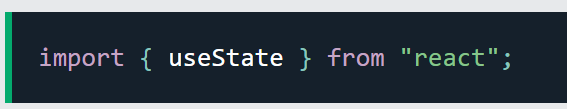 import { useState } from "react";